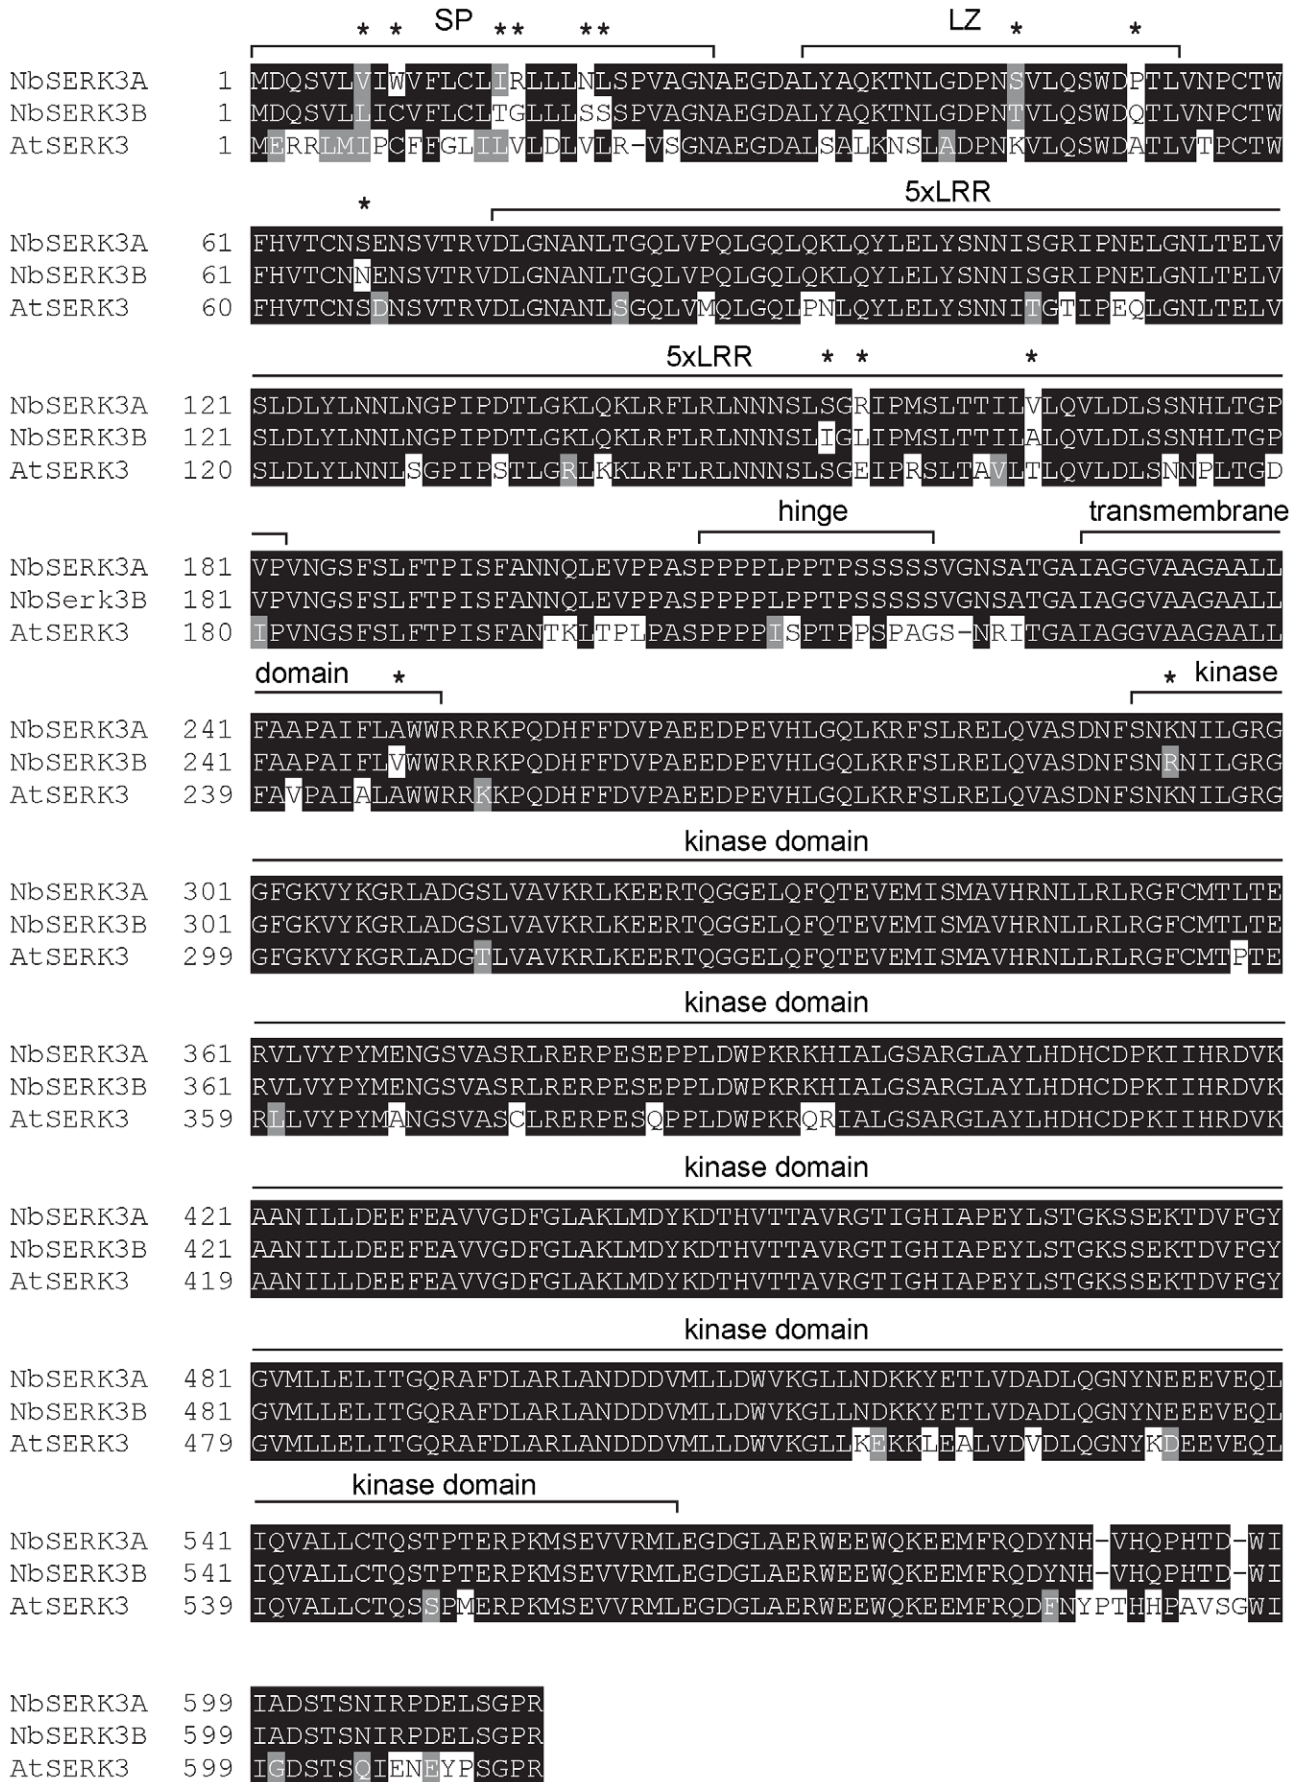 SP LZ
* * ** ** * *
NbSERK3A 1 MDQSVLVIWVFLCLIRLLLNLSPVAGNAEGDALYAQKTNLGDPNSVLQSWDPTLVNPCTW
NbSERK3B 1 MDQSVLLICVFLCLTGLLLSSSPVAGNAEGDALYAQKTNLGDPNTVLQSWDQTLVNPCTW
AtSERK3 1 MERRLMIPCFFGLILVLDLVLR-VSGNAEGDALSALKNSLADPNKVLQSWDATLVTPCTW
5xLRR
*
NbSERK3A 61 FHVTCNSENSVTRVDLGNANLTGQLVPQLGQLQKLQYLELYSNNISGRIPNELGNLTELV
NbSERK3B 61 FHVTCNNENSVTRVDLGNANLTGQLVPQLGQLQKLQYLELYSNNISGRIPNELGNLTELV
AtSERK3 60 FHVTCNSDNSVTRVDLGNANLSGQLVMQLGQLPNLQYLELYSNNITGTIPEQLGNLTELV
5xLRR * * *
NbSERK3A 121 SLDLYLNNLNGPIPDTLGKLQKLRFLRLNNNSLSGRIPMSLTTILVLQVLDLSSNHLTGP
NbSERK3B 121 SLDLYLNNLNGPIPDTLGKLQKLRFLRLNNNSLIGLIPMSLTTILALQVLDLSSNHLTGP
AtSERK3 120 SLDLYLNNLSGPIPSTLGRLKKLRFLRLNNNSLSGEIPRSLTAVLTLQVLDLSNNPLTGD
hinge transmembrane
NbSERK3A 181 VPVNGSFSLFTPISFANNQLEVPPASPPPPLPPTPSSSSSVGNSATGAIAGGVAAGAALL
NbSerk3B 181 VPVNGSFSLFTPISFANNQLEVPPASPPPPLPPTPSSSSSVGNSATGAIAGGVAAGAALL
AtSERK3 180 IPVNGSFSLFTPISFANTKLTPLPASPPPPISPTPPSPAGS-NRITGAIAGGVAAGAALL
domain * * kinase
NbSERK3A 241 FAAPAIFLAWWRRRKPQDHFFDVPAEEDPEVHLGQLKRFSLRELQVASDNFSNKNILGRG
NbSERK3B 241 FAAPAIFLVWWRRRKPQDHFFDVPAEEDPEVHLGQLKRFSLRELQVASDNFSNRNILGRG
AtSERK3 239 FAVPAIALAWWRRKKPQDHFFDVPAEEDPEVHLGQLKRFSLRELQVASDNFSNKNILGRG
kinase domain
NbSERK3A 301 GFGKVYKGRLADGSLVAVKRLKEERTQGGELQFQTEVEMISMAVHRNLLRLRGFCMTLTE
NbSERK3B 301 GFGKVYKGRLADGSLVAVKRLKEERTQGGELQFQTEVEMISMAVHRNLLRLRGFCMTLTE
AtSERK3 299 GFGKVYKGRLADGTLVAVKRLKEERTQGGELQFQTEVEMISMAVHRNLLRLRGFCMTPTE
kinase domain
NbSERK3A 361 RVLVYPYMENGSVASRLRERPESEPPLDWPKRKHIALGSARGLAYLHDHCDPKIIHRDVK
NbSERK3B 361 RVLVYPYMENGSVASRLRERPESEPPLDWPKRKHIALGSARGLAYLHDHCDPKIIHRDVK
AtSERK3 359 RLLVYPYMANGSVASCLRERPESQPPLDWPKRQRIALGSARGLAYLHDHCDPKIIHRDVK
kinase domain
NbSERK3A 421 AANILLDEEFEAVVGDFGLAKLMDYKDTHVTTAVRGTIGHIAPEYLSTGKSSEKTDVFGY
NbSERK3B 421 AANILLDEEFEAVVGDFGLAKLMDYKDTHVTTAVRGTIGHIAPEYLSTGKSSEKTDVFGY
AtSERK3 419 AANILLDEEFEAVVGDFGLAKLMDYKDTHVTTAVRGTIGHIAPEYLSTGKSSEKTDVFGY
kinase domain
NbSERK3A 481 GVMLLELITGQRAFDLARLANDDDVMLLDWVKGLLNDKKYETLVDADLQGNYNEEEVEQL
NbSERK3B 481 GVMLLELITGQRAFDLARLANDDDVMLLDWVKGLLNDKKYETLVDADLQGNYNEEEVEQL
AtSERK3 479 GVMLLELITGQRAFDLARLANDDDVMLLDWVKGLLKEKKLEALVDVDLQGNYKDEEVEQL
kinase domain
NbSERK3A 541 IQVALLCTQSTPTERPKMSEVVRMLEGDGLAERWEEWQKEEMFRQDYNH-VHQPHTD-WI
NbSERK3B 541 IQVALLCTQSTPTERPKMSEVVRMLEGDGLAERWEEWQKEEMFRQDYNH-VHQPHTD-WI
AtSERK3 539 IQVALLCTQSSPMERPKMSEVVRMLEGDGLAERWEEWQKEEMFRQDFNYPTHHPAVSGWI
NbSERK3A 599 IADSTSNIRPDELSGPR
NbSERK3B 599 IADSTSNIRPDELSGPR
AtSERK3 599 IGDSTSQIENEYPSGPR